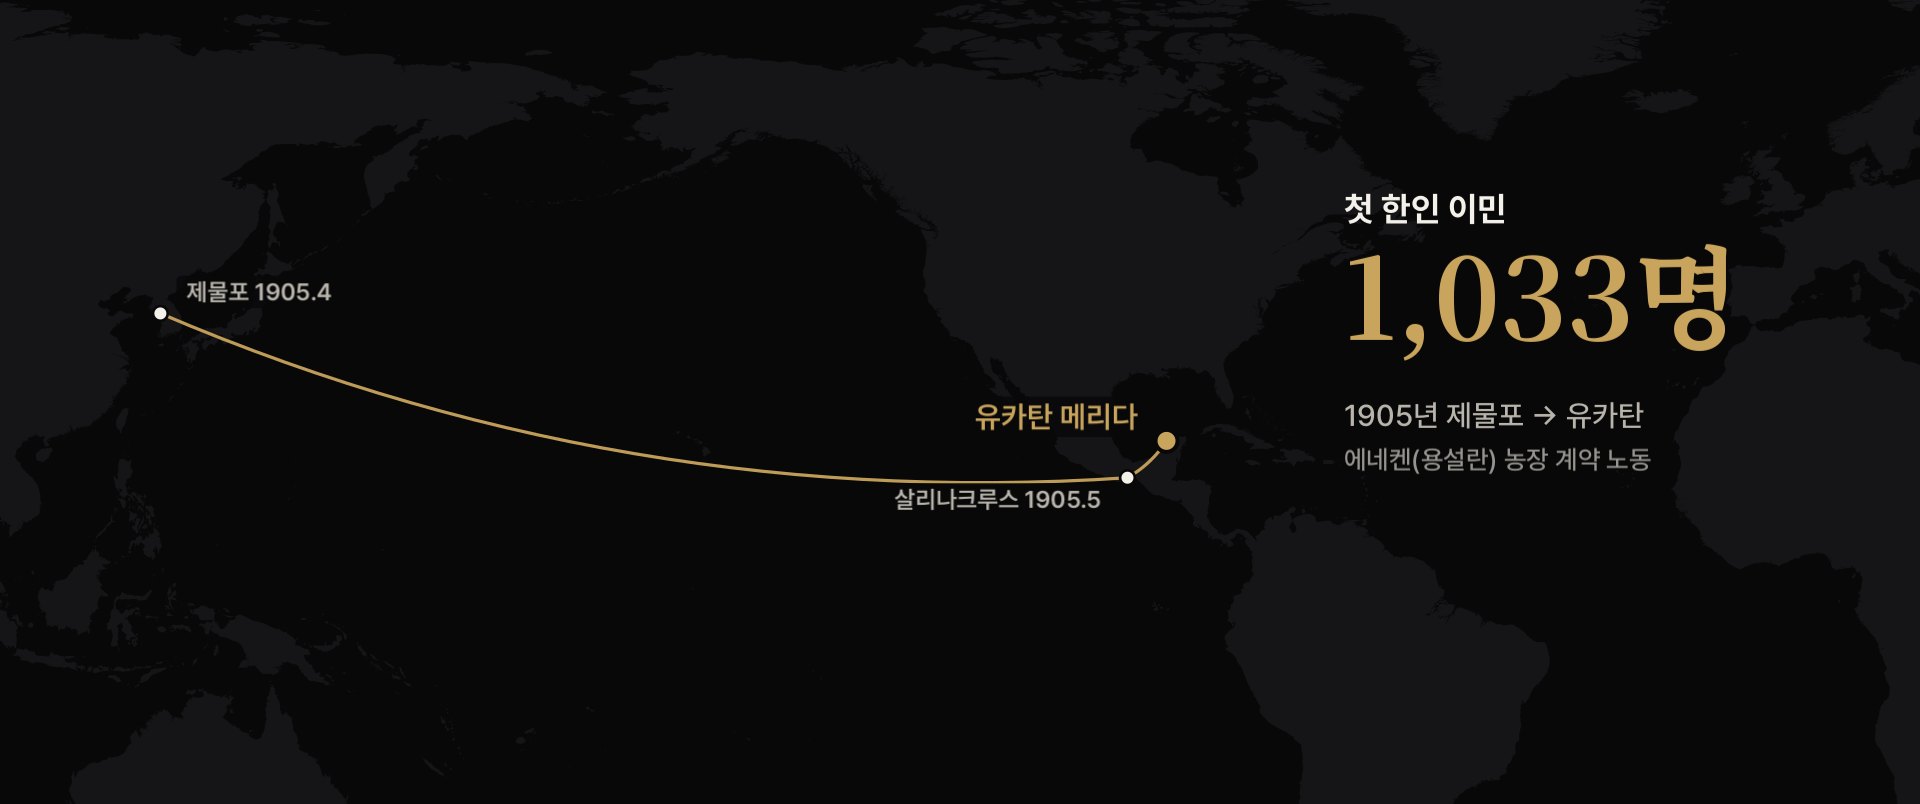 첫 한인 이민
1,033명
제물포 1905.4
유카탄 메리다
1905년 제물포 → 유카탄
에네켄(용설란) 농장 계약 노동
살리나크루스 1905.5